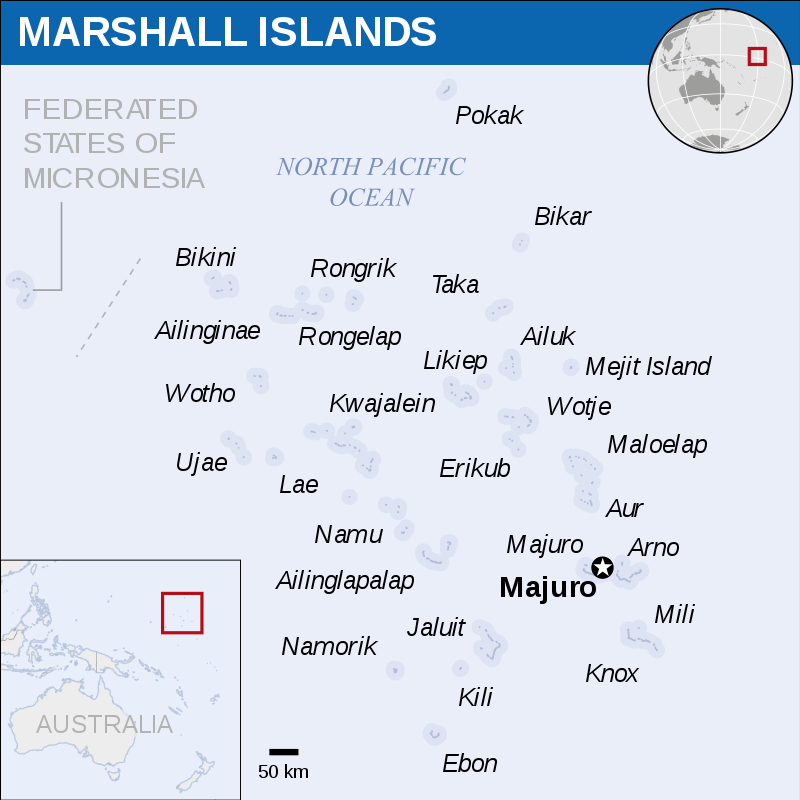 MARSHALL ISLANDS
FEDERATED
STATES OF
MICRONESIA
Pokak
NORTH PACIFIC
OCEAN
Bikar
Bikini
Rongrik
Taka
Ailinginae
Rongelap
Ailuk
Likiep
Mejit Island
Wotho
Kwajalein
Wotje
Maloelap
Ujae
Erikub
Lae
Aur
Namu
Majuro
Arno
Ailinglapalap
Majuro
Mili
Jaluit
Namorik
Knox
Kili
AUSTRALIA
Ebon
50 km